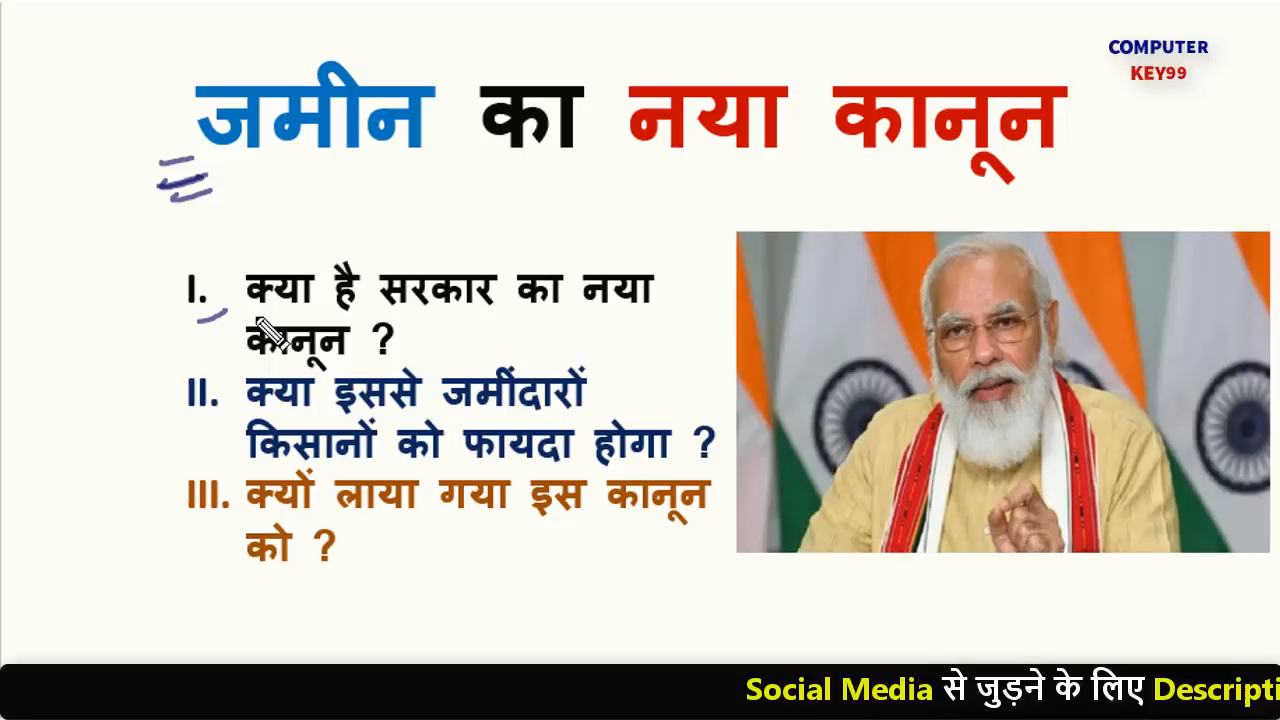 COMPUTER
KEY99
जमीन का नया कानून
I. क्या है सरकार का नया
कानून ?
II. क्या इससे जमींदारों
किसानों को फायदा होगा ?
III. क्यों लाया गया इस कानून
को ?
Social Media से जुड़ने के लिए Descripti